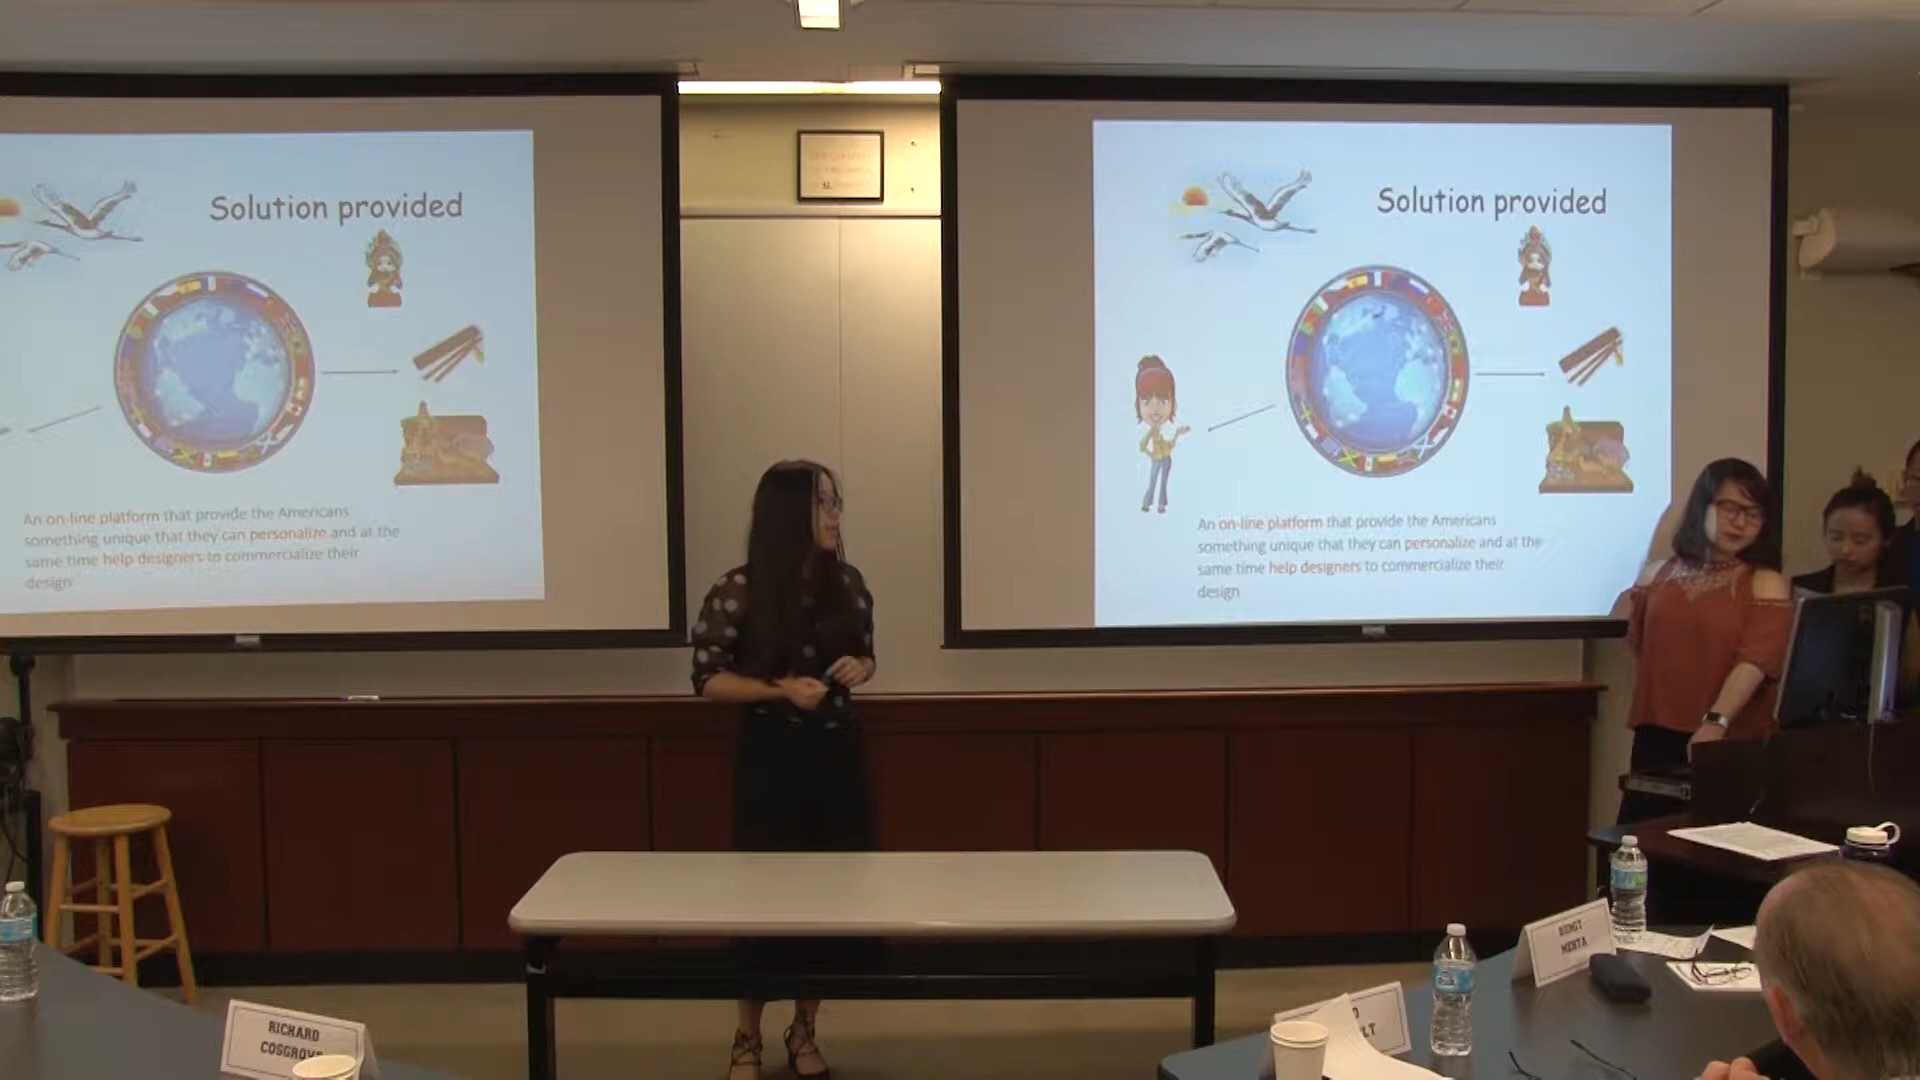 Solution provided
An on-line platform that provide the Americans
something unique that they can personalize and at the
same time help designers to commercialize their
design
Solution provided
An on-line platform that provide the Americans
something unique that they can personalize and at the
same time help designers to commercialize their
design
RICHARD
COSGROVE
MEHTA
LT